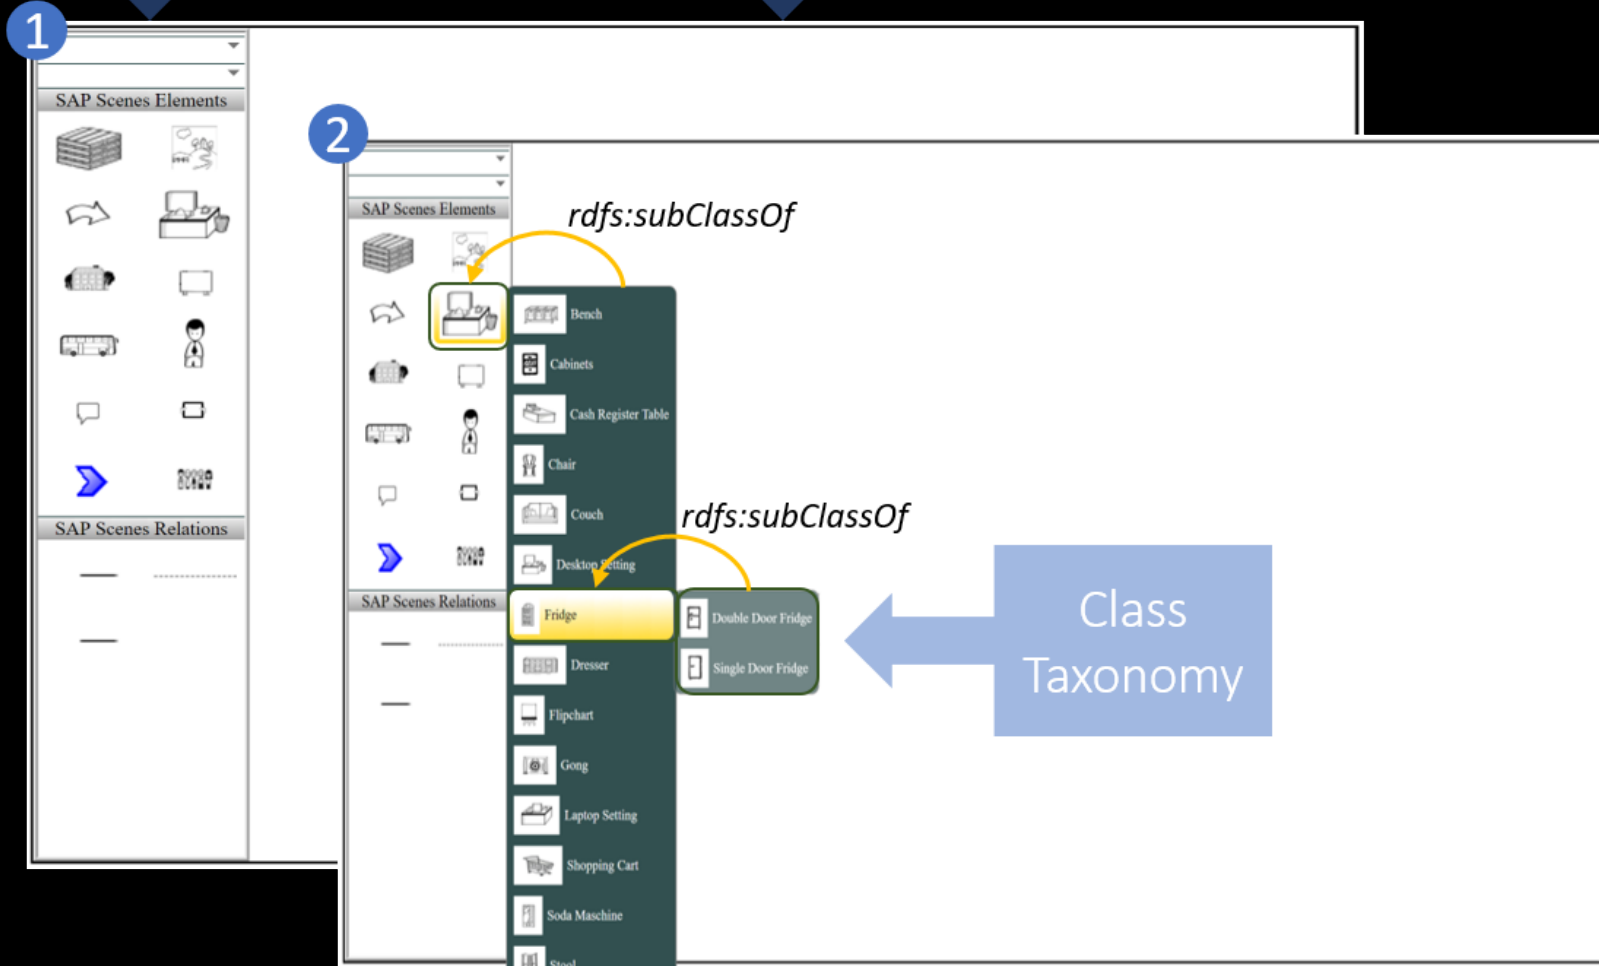 1
SAP Scenes Elements
SAP Scenes Relations
2
SAP Scenes Elements
SAP Scenes Relations
rdfs:subClassOf
Bench
Cabinets
Cash Register Table
Chair
Couch
Desktop Setting
Fridge
Dresser
Flipchart
Gong
Laptop Setting
Shopping Cart
Soda Maschine
Stool
rdfs:subClassOf
Double Door Fridge
Single Door Fridge
Class
Taxonomy